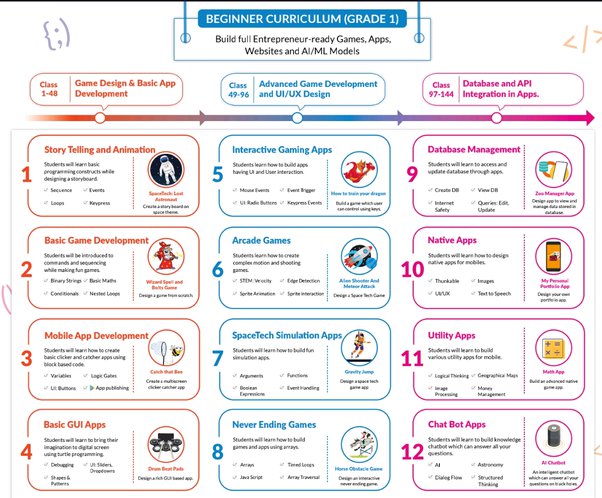 {;}
</>
BEGINNER CURRICULUM (GRADE 1)
Build full Entrepreneur-ready Games, Apps,
Websites and AI/ML Models
Class
1-48
Game Design & Basic App
Development
Class
49-96
Advanced Game Development
and UI/UX Design
Class
97-144
Database and API
Integration in Apps.
1
Story Telling and Animation
Students will learn basic
programming constructs while
designing a storyboard.
Sequence
Events
Loops
Keypress
SpaceTech: Lost
Astronaut
Create a story board on
space theme.
2
Basic Game Development
Students will be introduced
to commands and sequencing
while making fun games.
Binary Strings
Basic Maths
Conditionals
Nested Loops
Wizard Spel and
Bolts Game
Design a game from scratch.
3
Mobile App Development
Students will learn how to create
basic clicker and catcher apps using
block based code.
Variables
Logic Gates
UI: Buttons
App publishing
Catch that Bee
Create a multiscreen
clicker catcher app
4
Basic GUI Apps
Students will learn to bring their
imagination to digital screen
using turtle programming.
Debugging
UI: Sliders,
Dropdowns
Shapes &
Patterns
Drum Beat Pads
Design a rich GUI based app.
5
Interactive Gaming Apps
Students learn how to build apps
having UI and User interaction.
Mouse Events
Event Trigger
UI: Radio Buttons
Keypress Events
How to train your dragon
Build a game which user
can control using keys.
6
Arcade Games
Students learn how to create
complex motion and shooting
games.
STEM: Velocity
Edge Detection
Sprite Animation
Sprite interaction
Alien Shooter And
Meteor Attack
Design a Space Tech Game
7
SpaceTech Simulation Apps
Students will learn how to build fun
simulation apps.
Arguments
Functions
Boolean
Expressions
Event Handling
Gravity Jump
Design a space tech
game app
8
Never Ending Games
Students will learn how to build
games and apps using arrays.
Arrays
Timed Loops
Java Script
Array Traversal
Horse Obstacle Game
Design an interactive
never ending game.
9
Database Management
Students will learn to access and
update database through apps.
Create DB
View DB
Internet
Safety
Queries: Edit,
Update
Zoo Manager App
Design app to view and
manage data stored in
database.
10
Native Apps
Students will learn how to design
native apps for mobiles.
Thunkable
Images
UI/UX
Text to Speech
My Personal
Portfolio App
Design your own
portfolio app.
11
Utility Apps
Students will learn to build
various utility apps for mobile.
Logical Thinking
Geographical Maps
Image
Processing
Money
Management
Math App
Build an advanced native
game app.
12
Chat Bot Apps
Students will learn to build knowledge
chatbot which can answer all your
questions.
AI
Astronomy
Dialog Flow
Structured
Thinking
AI Chatbot
An intelligent chatbot
which can answer all your
questions on black holes.